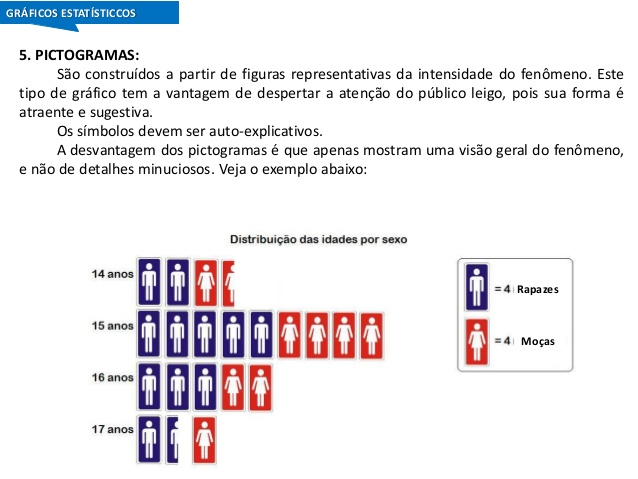 GRÁFICOS ESTATÍSTICCOS
5. PICTOGRAMAS:
São construídos a partir de figuras representativas da intensidade do fenômeno. Este
tipo de gráfico tem a vantagem de despertar a atenção do público leigo, pois sua forma é
atraente e sugestiva.
Os símbolos devem ser auto-explicativos.
A desvantagem dos pictogramas é que apenas mostram uma visão geral do fenômeno,
e não de detalhes minuciosos. Veja o exemplo abaixo:
Distribuição das idades por sexo
14 anos
= 4 Rapazes
15 anos
= 4 Moças
16 anos
17 anos